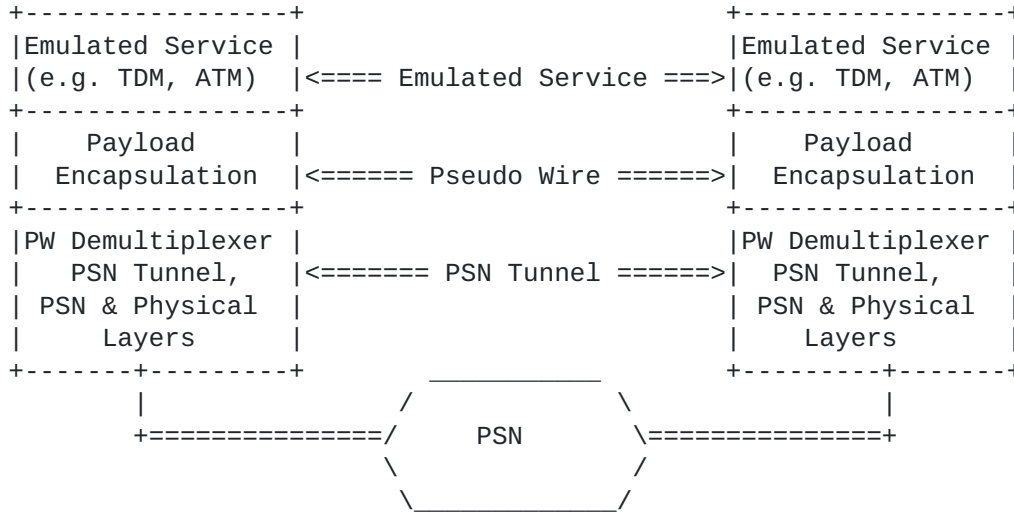 Emulated Service Emulated Service
(e.g. TDM, ATM) <==== Emulated Service ===> (e.g. TDM, ATM)
Payload Payload
Encapsulation <====== Pseudo Wire ======> Encapsulation
PW Demultiplexer PW Demultiplexer
PSN Tunnel, <======= PSN Tunnel ======> PSN Tunnel,
PSN & Physical PSN & Physical
Layers Layers
PSN